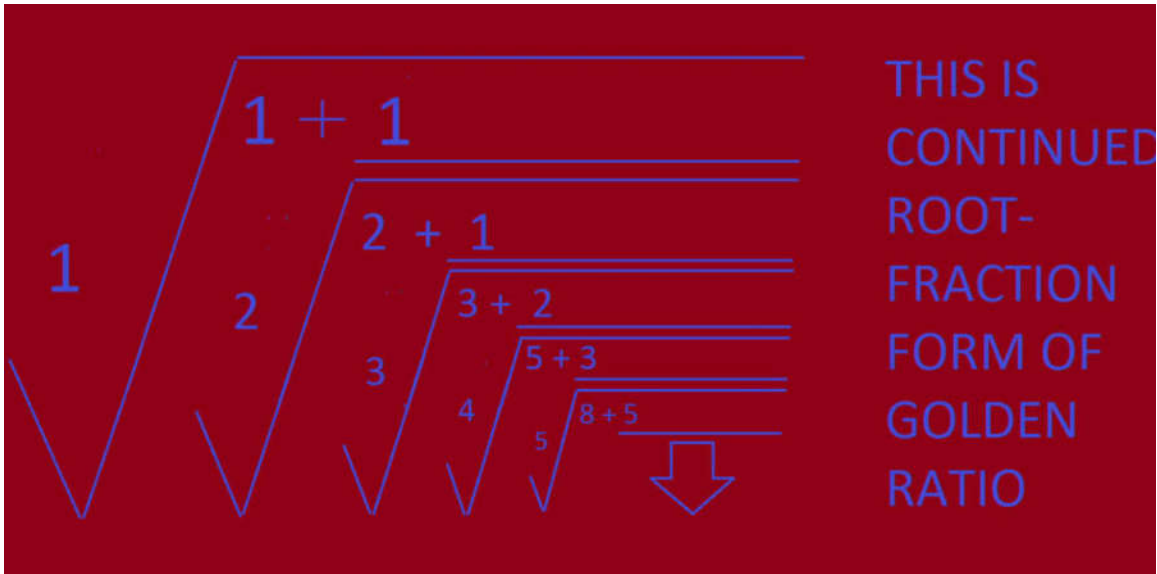 1 √ 1 + 1
2 √ 2 + 1
3 √ 3 + 2
4 √ 5 + 3
5 √ 8 + 5
THIS IS
CONTINUED
ROOT-
FRACTION
FORM OF
GOLDEN
RATIO